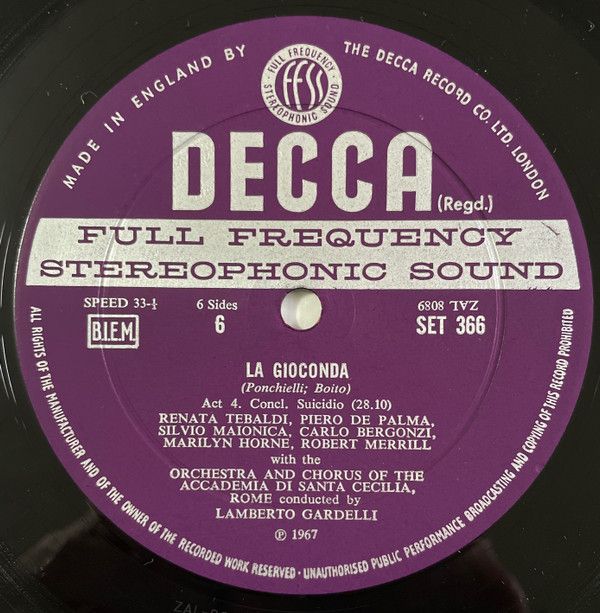 MADE IN ENGLAND BY
THE DECCA RECORD CO. LTD. LONDON
FULL FREQUENCY
FFSS
STEREOPHONIC SOUND
DECCA (Regd.)
FULL FREQUENCY
STEREOPHONIC SOUND
SPEED 33-⅓
6 Sides
ZAL 8089
B.I.E.M.
6
SET 366
LA GIOCONDA
(Ponchielli; Boito)
Act 4. Concl. Suicidio (28.10)
RENATA TEBALDI, PIERO DE PALMA,
SILVIO MAIONICA, CARLO BERGONZI,
MARILYN HORNE, ROBERT MERRILL
with the
ORCHESTRA AND CHORUS OF THE
ACCADEMIA DI SANTA CECILIA,
ROME conducted by
LAMBERTO GARDELLI
℗ 1967
ALL RIGHTS OF THE MANUFACTURER AND OF THE OWNER OF THE RECORDED WORK RESERVED · UNAUTHORISED PUBLIC PERFORMANCE BROADCASTING AND COPYING OF THIS RECORD PROHIBITED